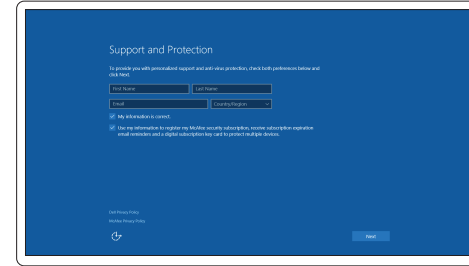 Support and Protection
To provide you with personalized support and anti-virus protection, check both preferences below and
click Next.
First Name
Last Name
Email
Country/Region
My information is correct.
Use my information to register my McAfee security subscription, receive subscription expiration
email reminders and a digital subscription key card to protect multiple devices.
Dell Privacy Policy
McAfee Privacy Policy
Next